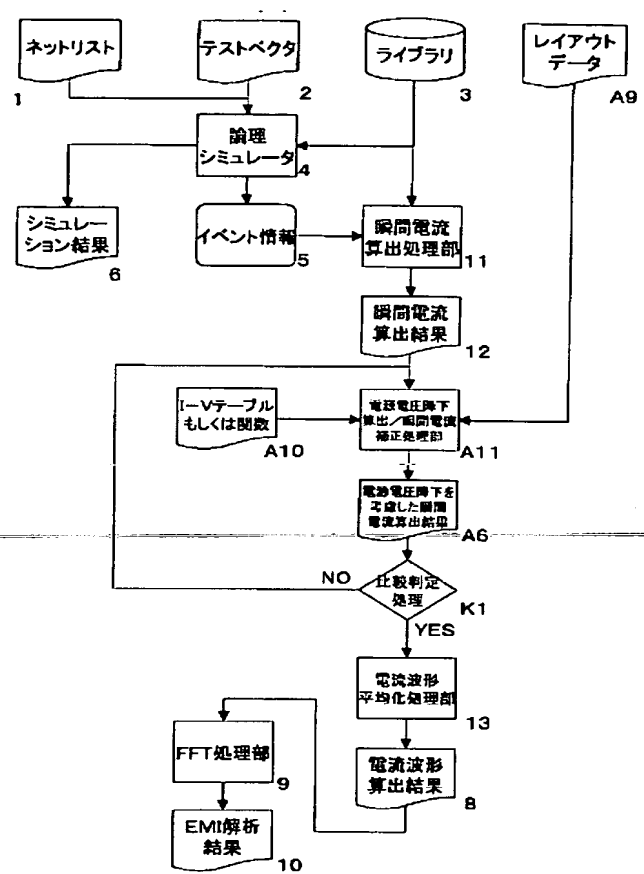 ネットリスト
1
テストベクタ
2
ライブラリ
3
レイアウト
データ
A9
論理
シミュレータ
4
シミュレー
ション結果
6
イベント情報
5
瞬間電流
算出処理部
11
瞬間電流
算出結果
12
I-Vテーブル
もしくは関数
A10
電源電圧降下
算出/瞬間電流
補正処理部
A11
電源電圧降下を
考慮した瞬間
電流算出結果
A6
NO
比較判定
処理
K1
YES
電流波形
平均化処理部
13
FFT処理部
9
電流波形
算出結果
8
EMI解析
結果
10